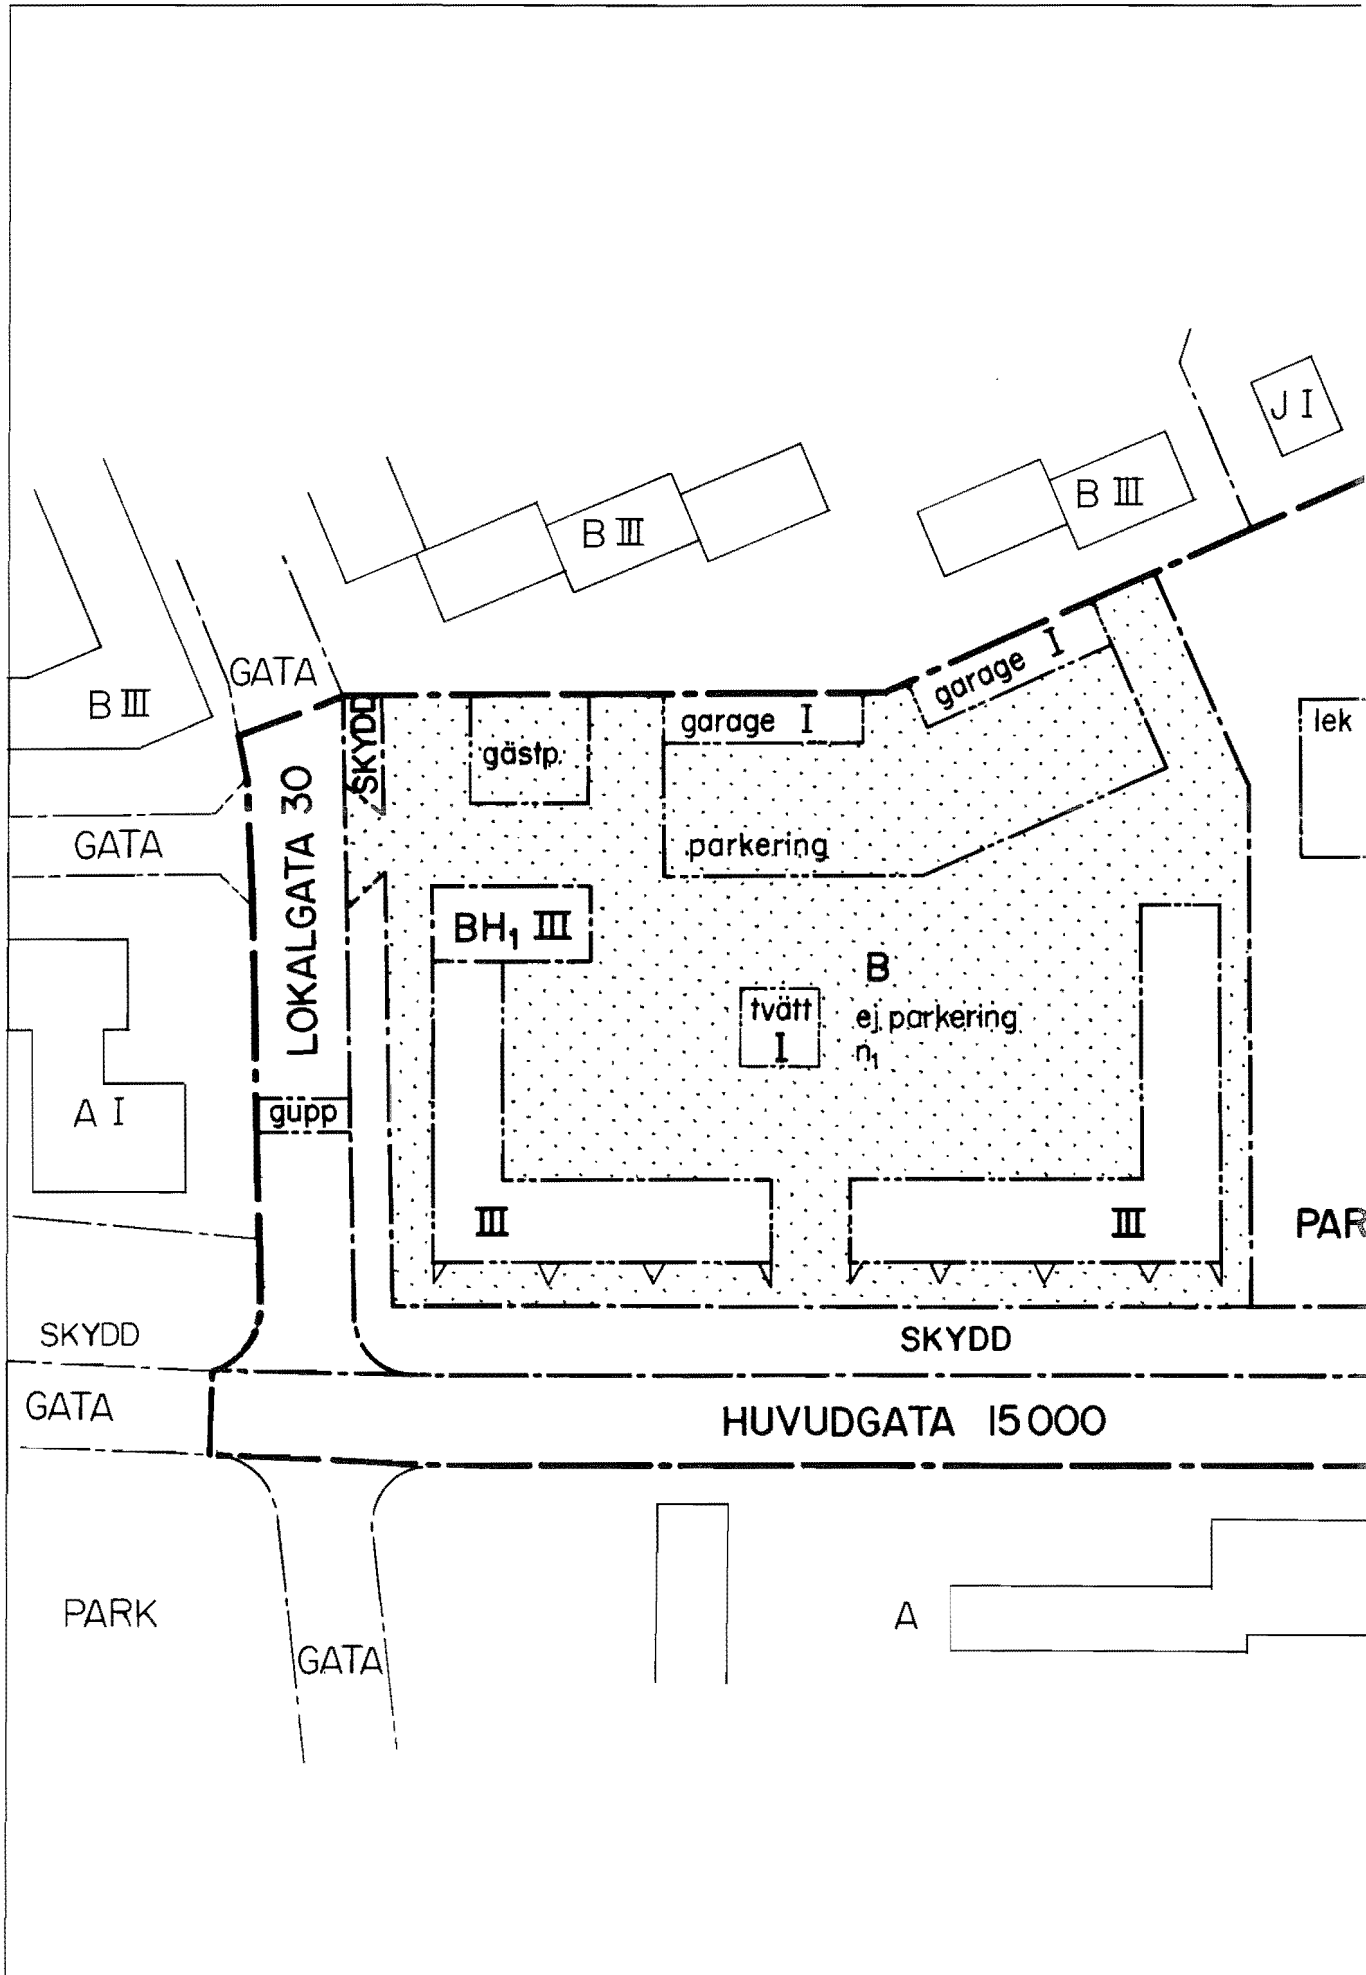 J I
B III
B III
GATA
B III
SKYDD
garage I
garage I
gästp.
lek
LOKALGATA 30
GATA
parkering
BH₁ III
B
tvätt
I
ej parkering
n₁
A I
gupp
III
III
PAR
SKYDD
SKYDD
GATA
HUVUDGATA 15000
PARK
A
GATA